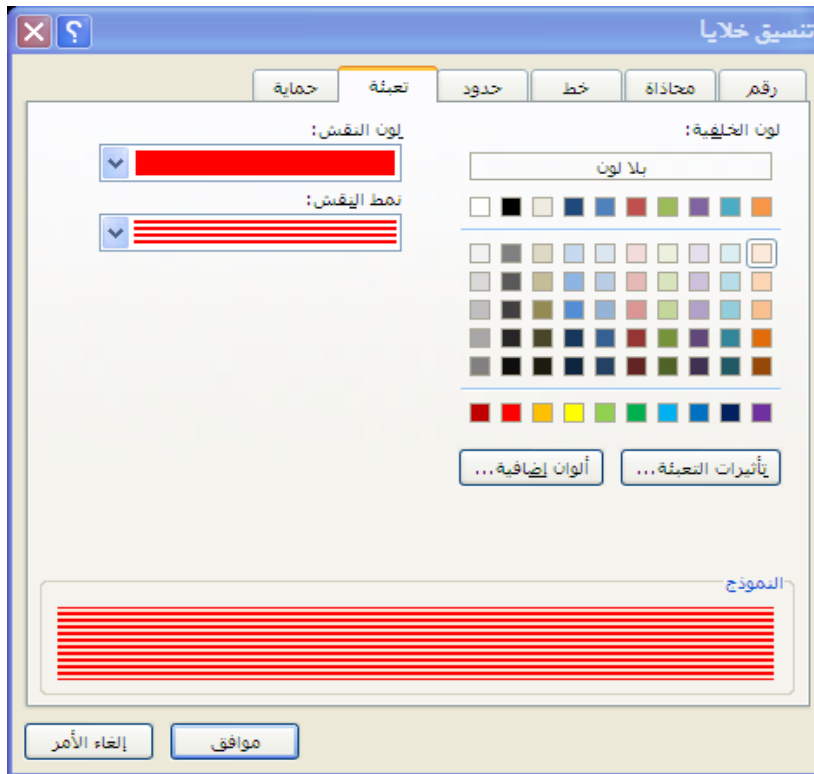 تنسيق خلايا
رقم
محاذاة
خط
حدود
تعبئة
حماية
لون الخلفية:
بلا لون
لون النقش:
نمط النقش:
تأثيرات التعبئة...
ألوان إضافية...
النموذج
موافق
إلغاء الأمر